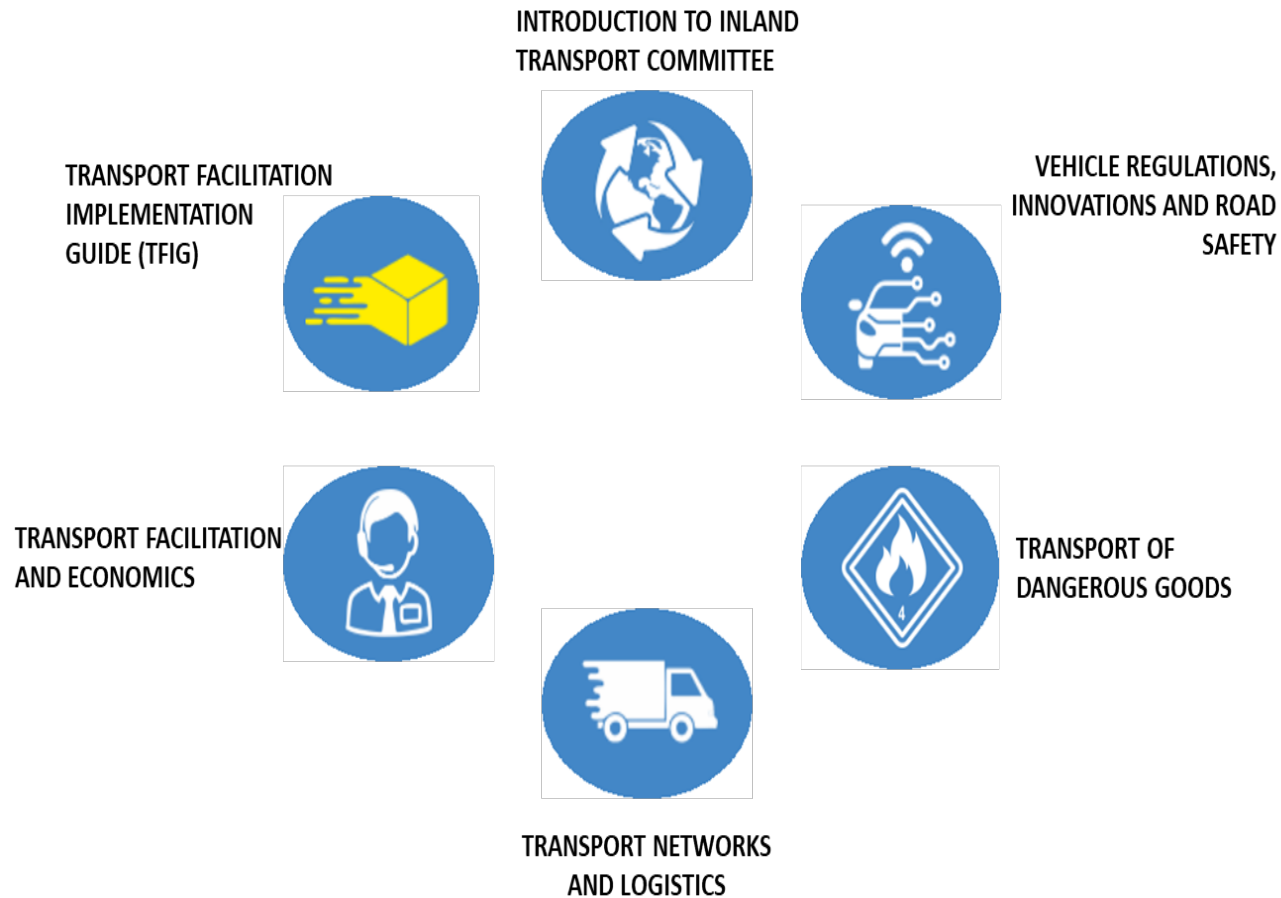 INTRODUCTION TO INLAND
TRANSPORT COMMITTEE
VEHICLE REGULATIONS,
INNOVATIONS AND ROAD
SAFETY
TRANSPORT OF
DANGEROUS GOODS
4
TRANSPORT NETWORKS
AND LOGISTICS
TRANSPORT FACILITATION
AND ECONOMICS
TRANSPORT FACILITATION
IMPLEMENTATION
GUIDE (TFIG)